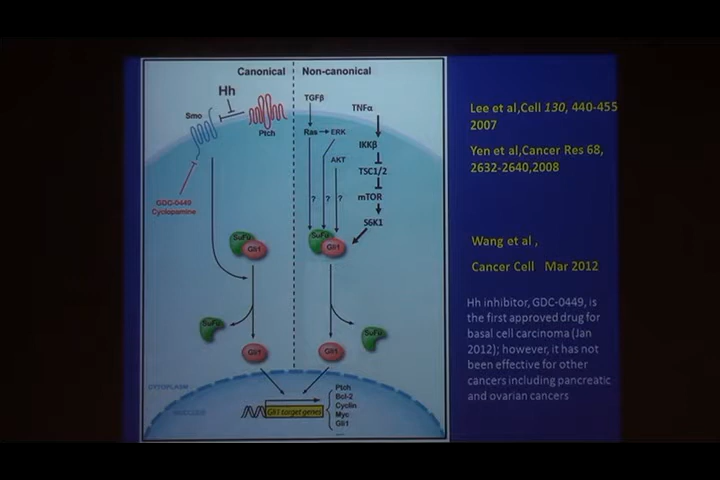 Canonical
Non-canonical
Hh
Smo
Ptch
GDC-0449
Cyclopamine
TGFβ
TNFα
Ras
ERK
IKKβ
AKT
TSC1/2
mTOR
? ? ?
S6K1
SuFu
Gli1
SuFu
Gli1
SuFu
SuFu
Gli1
Gli1
CYTOPLASM
NUCLEUS
Gli1 target genes
Ptch
Bcl-2
Cyclin
Myc
Gli1
....
Lee et al,Cell 130, 440-455
2007
Yen et al,Cancer Res 68,
2632-2640,2008
Wang et al ,
Cancer Cell Mar 2012
Hh inhibitor, GDC-0449, is
the first approved drug for
basal cell carcinoma (Jan
2012); however, it has not
been effective for other
cancers including pancreatic
and ovarian cancers